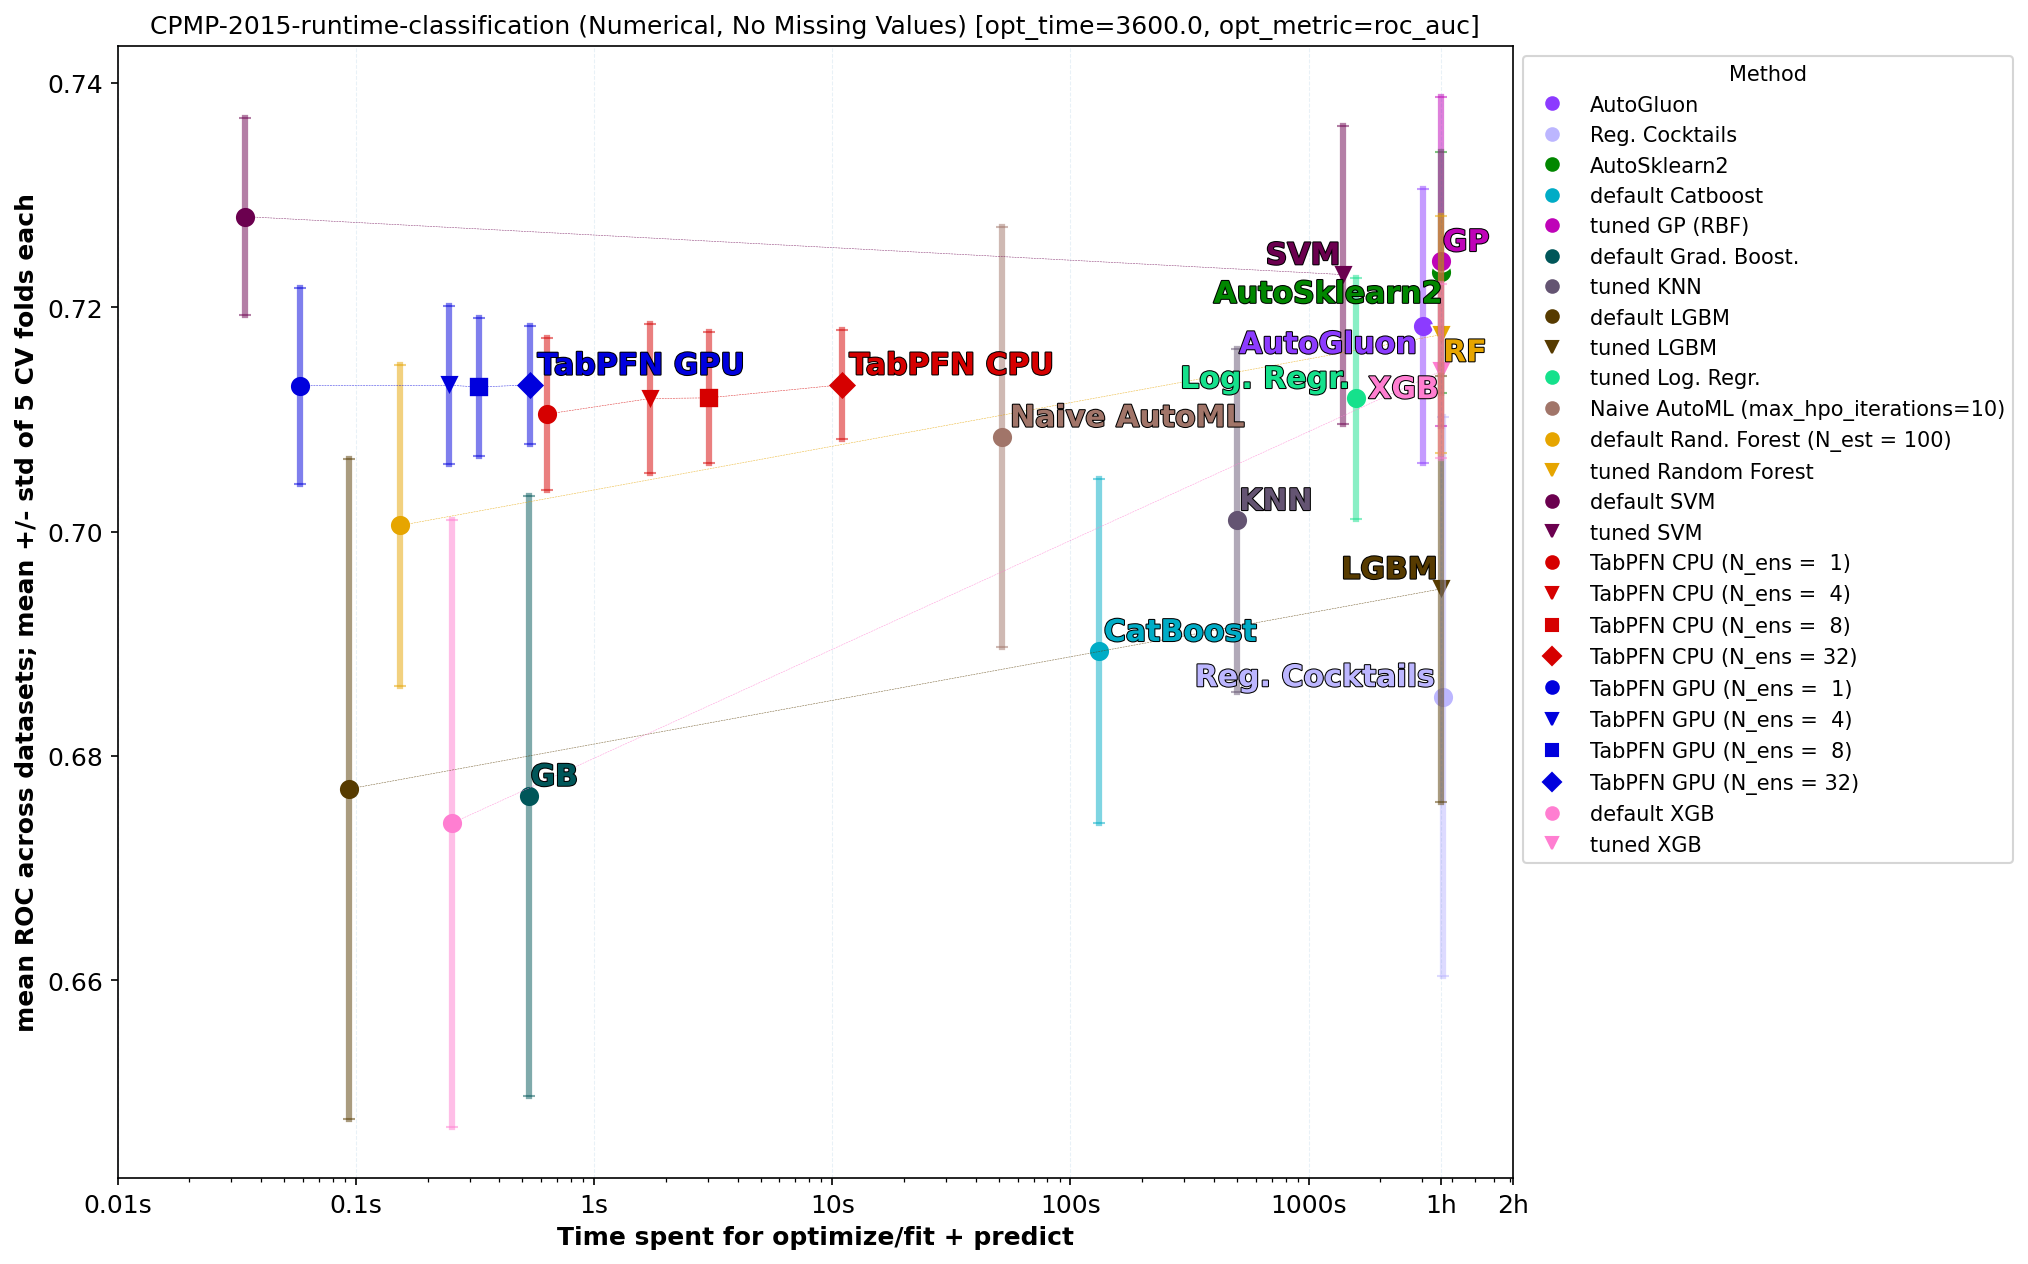 CPMP-2015-runtime-classification (Numerical, No Missing Values) [opt_time=3600.0, opt_metric=roc_auc]
mean ROC across datasets; mean +/- std of 5 CV folds each
0.74
0.72
0.70
0.68
0.66
GP
SVM
AutoSklearn2
AutoGluon
RF
TabPFN GPU
TabPFN CPU
Log. Regr.
XGB
Naive AutoML
KNN
LGBM
CatBoost
Reg. Cocktails
GB
0.01s
0.1s
1s
10s
100s
1000s
1h
2h
Time spent for optimize/fit + predict
Method
AutoGluon
Reg. Cocktails
AutoSklearn2
default Catboost
tuned GP (RBF)
default Grad. Boost.
tuned KNN
default LGBM
tuned LGBM
tuned Log. Regr.
Naive AutoML (max_hpo_iterations=10)
default Rand. Forest (N_est = 100)
tuned Random Forest
default SVM
tuned SVM
TabPFN CPU (N_ens =  1)
TabPFN CPU (N_ens =  4)
TabPFN CPU (N_ens =  8)
TabPFN CPU (N_ens = 32)
TabPFN GPU (N_ens =  1)
TabPFN GPU (N_ens =  4)
TabPFN GPU (N_ens =  8)
TabPFN GPU (N_ens = 32)
default XGB
tuned XGB